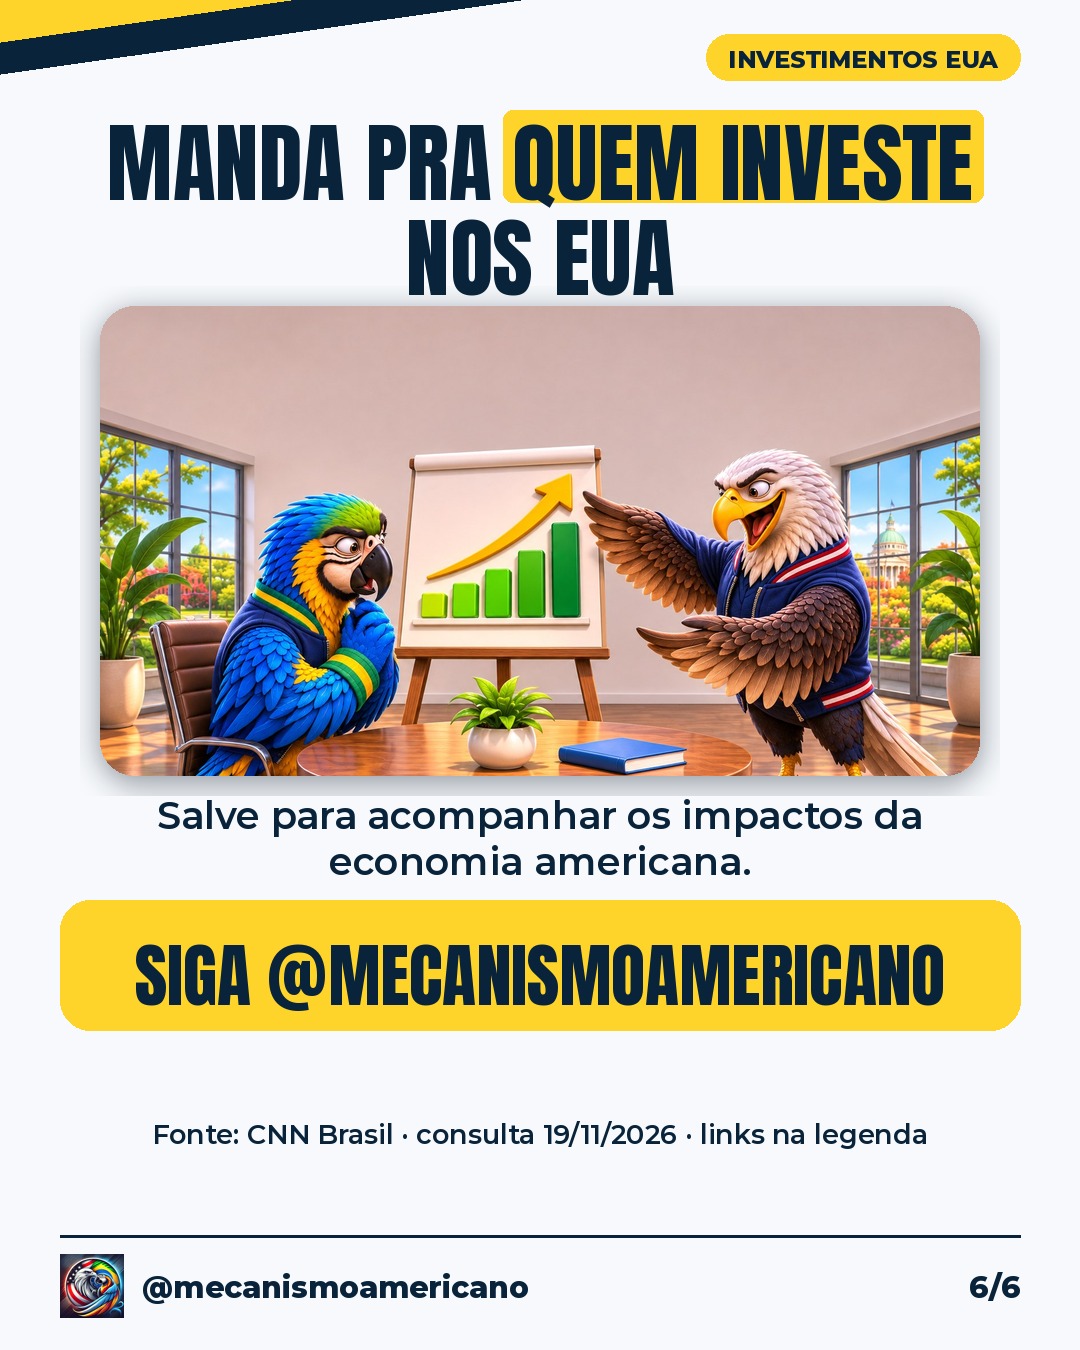 INVESTIMENTOS EUA
MANDA PRA QUEM INVESTE
NOS EUA
Salve para acompanhar os impactos da
economia americana.
SIGA @MECANISMOAMERICANO
Fonte: CNN Brasil · consulta 19/11/2026 · links na legenda
@mecanismoamericano
6/6